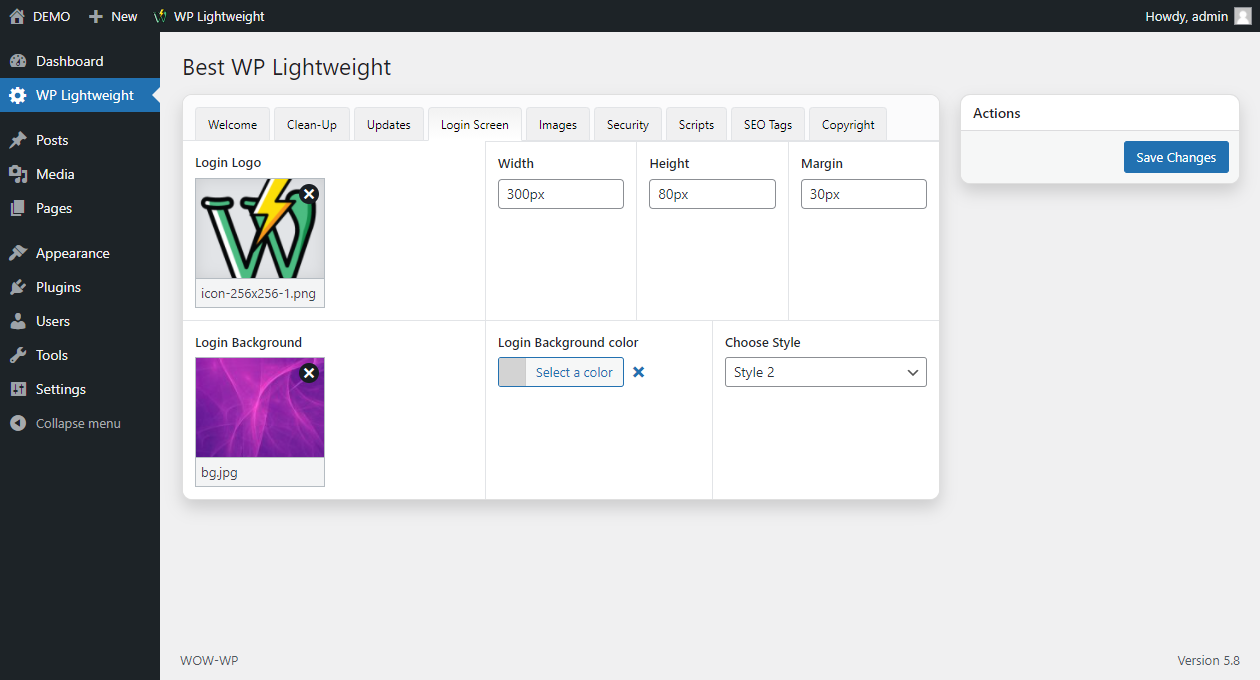 DEMO New WP Lightweight Howdy, admin
Dashboard
WP Lightweight
Posts
Media
Pages
Appearance
Plugins
Users
Tools
Settings
Collapse menu
Best WP Lightweight
Welcome Clean-Up Updates Login Screen Images Security Scripts SEO Tags Copyright
Login Logo
icon-256x256-1.png
Width
300px
Height
80px
Margin
30px
Login Background
bg.jpg
Login Background color
Select a color
Choose Style
Style 2
Actions
Save Changes
WOW-WP Version 5.8